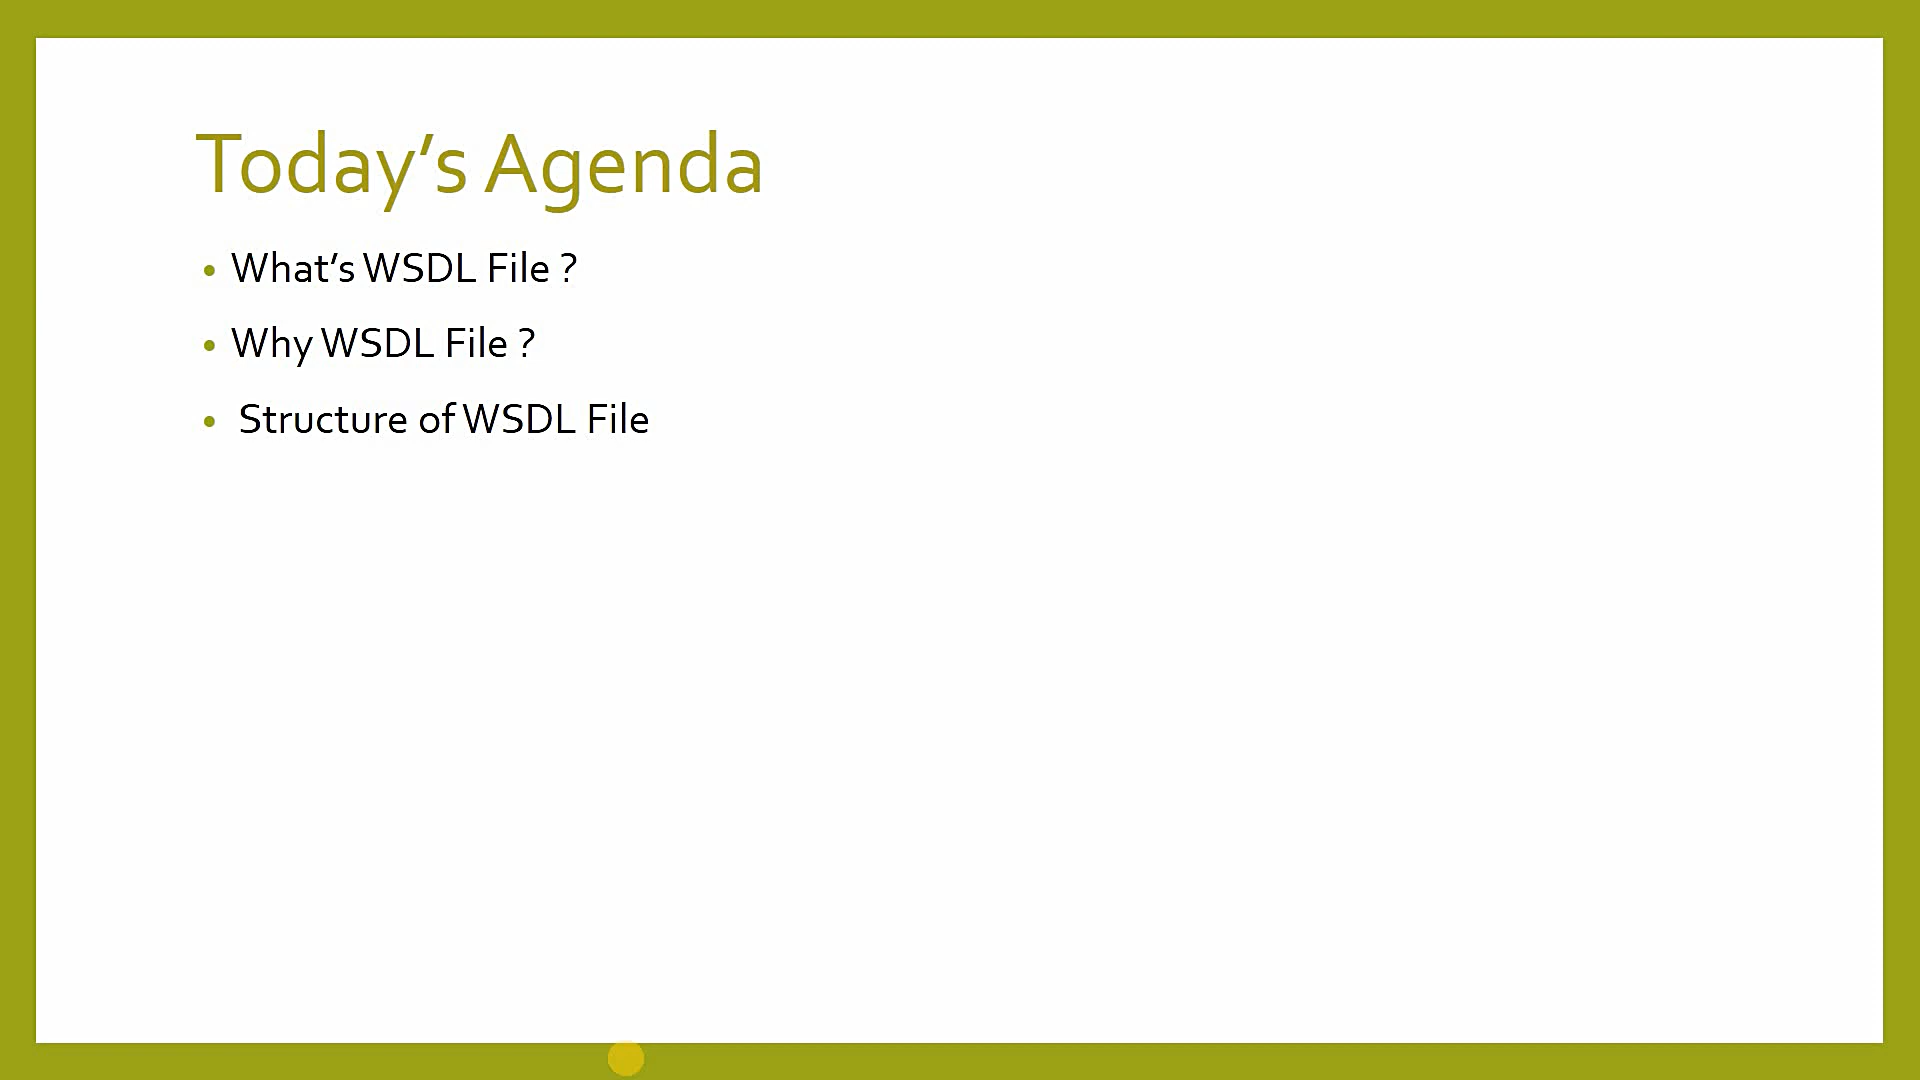 Today’s Agenda
• What’s WSDL File ?
• Why WSDL File ?
• Structure of WSDL File